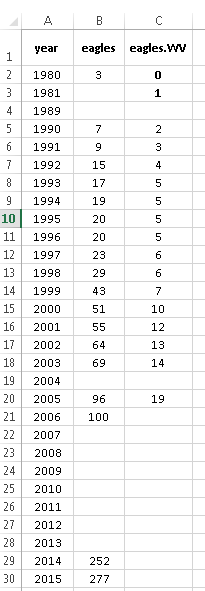 A B C
1 year eagles eagles.WV
2 1980 3 0
3 1981 1
4 1989
5 1990 7 2
6 1991 9 3
7 1992 15 4
8 1993 17 5
9 1994 19 5
10 1995 20 5
11 1996 20 5
12 1997 23 6
13 1998 29 6
14 1999 43 7
15 2000 51 10
16 2001 55 12
17 2002 64 13
18 2003 69 14
19 2004
20 2005 96 19
21 2006 100
22 2007
23 2008
24 2009
25 2010
26 2011
27 2012
28 2013
29 2014 252
30 2015 277